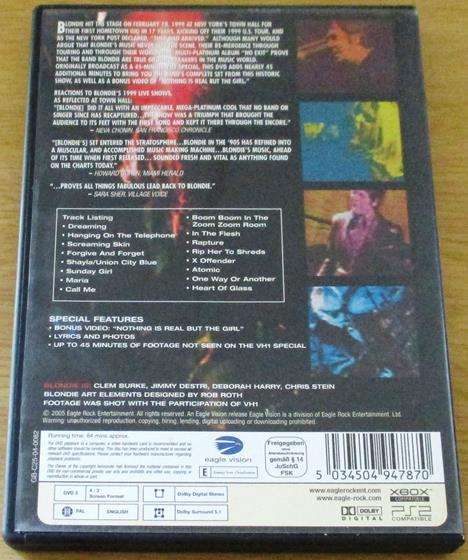 BLONDIE HIT THE STAGE ON FEBRUARY 19, 1999 AT NEW YORK'S TOWN HALL FOR
THEIR FIRST HOMETOWN GIG IN 17 YEARS, KICKING OFF THEIR 1999 U.S. TOUR, AND
AS THE NEW YORK POST DECLARED, ARRIVED." ALTHOUGH MANY WOULD
ARGUE THAT BLONDIE'S MUSIC NEVER THE SCENE, THEIR RE-EMERGENCE THROUGH
TOURING AND THROUGH THEIR MULTI-PLATINUM ALBUM "NO EXIT" PROVE
THAT THE BAND BLONDIE ARE TRUE IN THE MUSIC WORLD.
ORIGINALLY BROADCAST AS A 45-MINUTE SPECIAL, THIS DVD ADDS NEARLY 45
ADDITIONAL MINUTES TO BRING YOU THE BAND'S COMPLETE SET FROM THIS HISTORIC
SHOW, AS WELL AS A BONUS VIDEO OF "NOTHING IS REAL BUT THE GIRL."
REACTIONS TO BLONDIE'S 1999 LIVE SHOWS,
AS REFLECTED AT TOWN HALL:
"[BLONDIE] DID IT ALL WITH AN IMPECCABLE, MEGA-PLATINUM COOL THAT NO BAND OR
SINGER SINCE HAS RECAPTURED...THE SHOW WAS A TRIUMPH THAT BROUGHT THE
AUDIENCE TO ITS FEET WITH THE FIRST SONG AND KEPT IT THERE THROUGH THE ENCORE."
– NEVA CHONIN, SAN FRANCISCO CHRONICLE
"[BLONDIE'S] SET ENTERED THE STRATOSPHERE...BLONDIE IN THE '90S HAS REFINED INTO
A MUSCULAR, AND ACCOMPLISHED MUSIC MAKING MACHINE...BLONDIE'S MUSIC, AHEAD
OF ITS TIME WHEN FIRST RELEASED... SOUNDED FRESH AND VITAL AS ANYTHING FOUND
ON THE CHARTS TODAY."
– HOWARD COHEN, MIAMI HERALD
"...PROVES ALL THINGS FABULOUS LEAD BACK TO BLONDIE."
– SARA SHER, VILLAGE VOICE
Track Listing
• Dreaming
• Hanging On The Telephone
• Screaming Skin
• Forgive And Forget
• Shayla/Union City Blue
• Sunday Girl
• Maria
• Call Me
• Boom Boom In The
Zoom Zoom Room
• In The Flesh
• Rapture
• Rip Her To Shreds
• X Offender
• Atomic
• One Way Or Another
• Heart Of Glass
SPECIAL FEATURES
• BONUS VIDEO: "NOTHING IS REAL BUT THE GIRL"
• LYRICS AND PHOTOS
• UP TO 45 MINUTES OF FOOTAGE NOT SEEN ON THE VH1 SPECIAL
BLONDIE IS: CLEM BURKE, JIMMY DESTRI, DEBORAH HARRY, CHRIS STEIN
BLONDIE ART ELEMENTS DESIGNED BY ROB ROTH
FOOTAGE WAS SHOT WITH THE PARTICIPATION OF VH1
© 2005 Eagle Rock Entertainment. All rights reserved. An Eagle Vision release Eagle Vision is a division of Eagle Rock Entertainment Ltd.
Warning: unauthorized reproduction, copying, hiring, lending, digital uploading or downloading prohibited.
Running time: 84 mins approx.
eagle vision
E
Freigegeben
gemäß § 14
JuSchG
FSK
5 034504 947870
www.eaglerockent.com
www.eagle-rock.com
XBOX
COMPATIBLE
DVD 5
4:3
Screen Format
Dolby Digital Stereo
PAL
ENGLISH
Dolby Surround 5.1
DOLBY
DIGITAL
PS2
COMPATIBLE